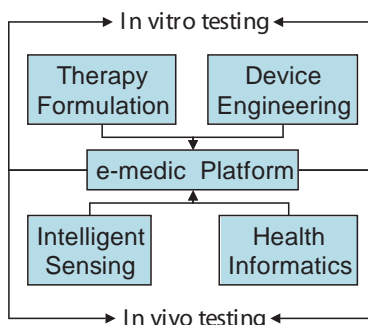 In vitro testing
Therapy Device
Formulation Engineering
e-medic Platform
Intelligent Health
Sensing Informatics
In vivo testing